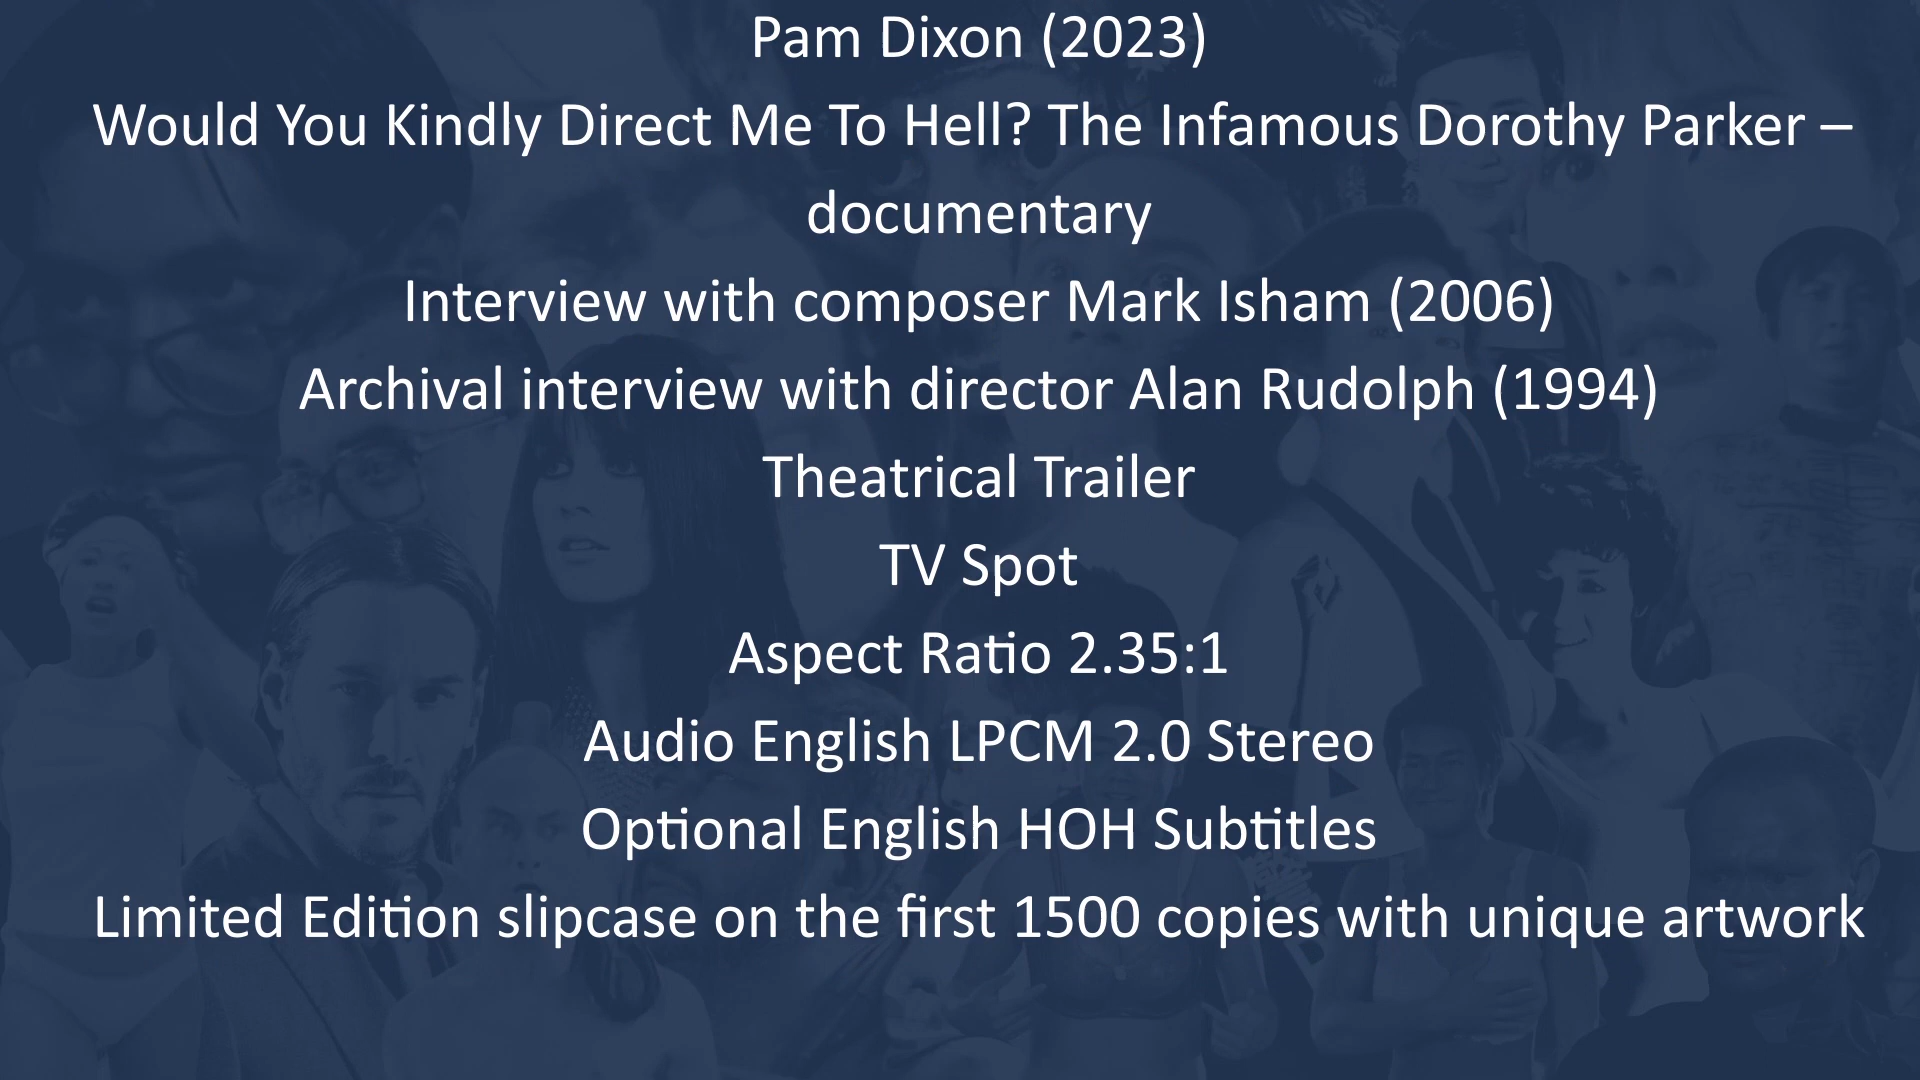 Pam Dixon (2023)
Would You Kindly Direct Me To Hell? The Infamous Dorothy Parker –
documentary
Interview with composer Mark Isham (2006)
Archival interview with director Alan Rudolph (1994)
Theatrical Trailer
TV Spot
Aspect Ratio 2.35:1
Audio English LPCM 2.0 Stereo
Optional English HOH Subtitles
Limited Edition slipcase on the first 1500 copies with unique artwork